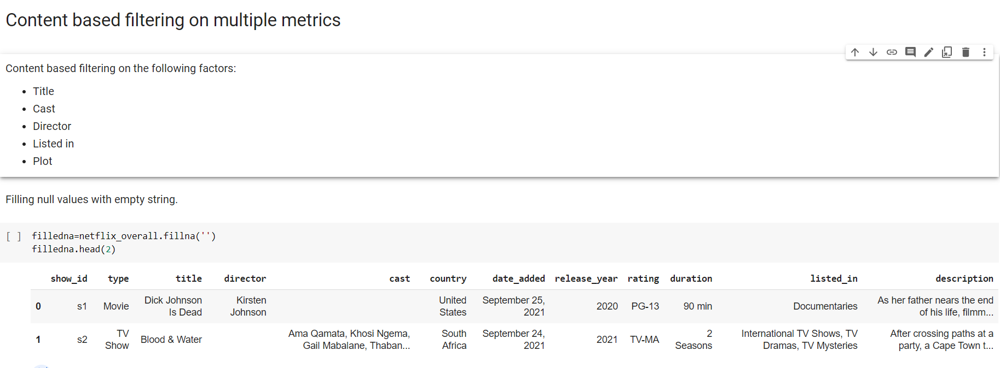 Content based filtering on multiple metrics
Content based filtering on the following factors:
Title
Cast
Director
Listed in
Plot
Filling null values with empty string.
[ ] filledna=netflix_overall.fillna('')
filledna.head(2)
show_id type title director cast country date_added release_year rating duration listed_in description
0 s1 Movie Dick Johnson Is Dead Kirsten Johnson United States September 25, 2021 2020 PG-13 90 min Documentaries As her father nears the end of his life, filmm...
1 s2 TV Show Blood & Water Ama Qamata, Khosi Ngema, Gail Mabalane, Thaban... South Africa September 24, 2021 2021 TV-MA 2 Seasons International TV Shows, TV Dramas, TV Mysteries After crossing paths at a party, a Cape Town t...